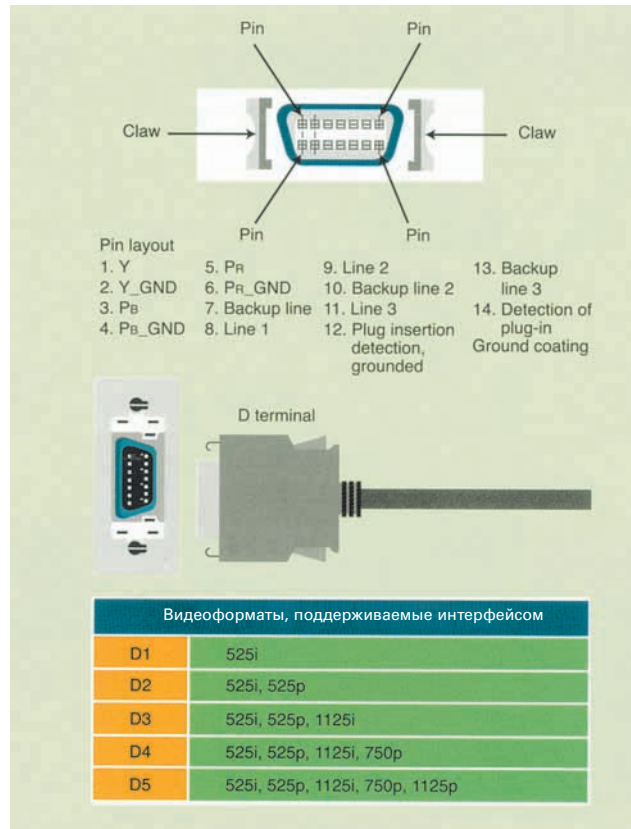 Pin Pin
Claw Claw
Pin Pin
Pin layout
1. Y
2. Y_GND
3. PB
4. PB_GND
5. PR
6. PR_GND
7. Backup line
8. Line 1
9. Line 2
10. Backup line 2
11. Line 3
12. Plug insertion
detection,
grounded
13. Backup
line 3
14. Detection of
plug-in
Ground coating
D terminal
Видеоформаты, поддерживаемые интерфейсом
D1 525i
D2 525i, 525p
D3 525i, 525p, 1125i
D4 525i, 525p, 1125i, 750p
D5 525i, 525p, 1125i, 750p, 1125p